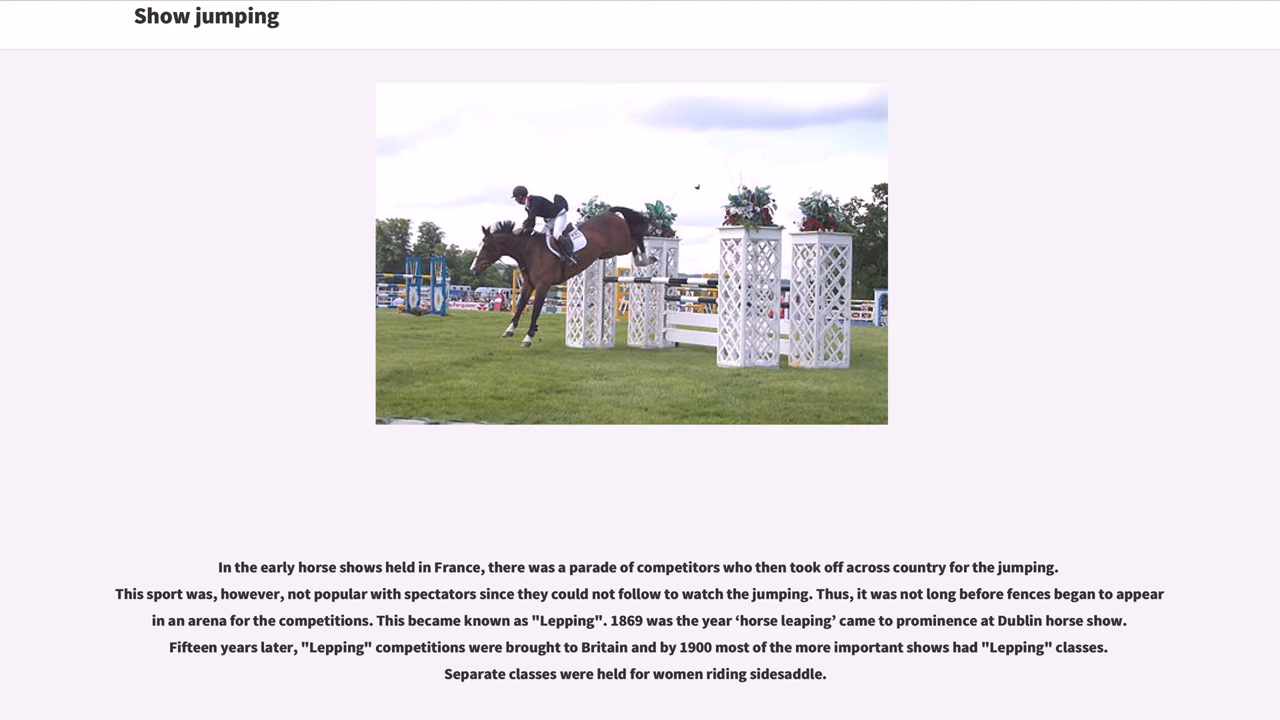 Show jumping
In the early horse shows held in France, there was a parade of competitors who then took off across country for the jumping.
This sport was, however, not popular with spectators since they could not follow to watch the jumping. Thus, it was not long before fences began to appear
in an arena for the competitions. This became known as "Lepping". 1869 was the year ‘horse leaping’ came to prominence at Dublin horse show.
Fifteen years later, "Lepping" competitions were brought to Britain and by 1900 most of the more important shows had "Lepping" classes.
Separate classes were held for women riding sidesaddle.